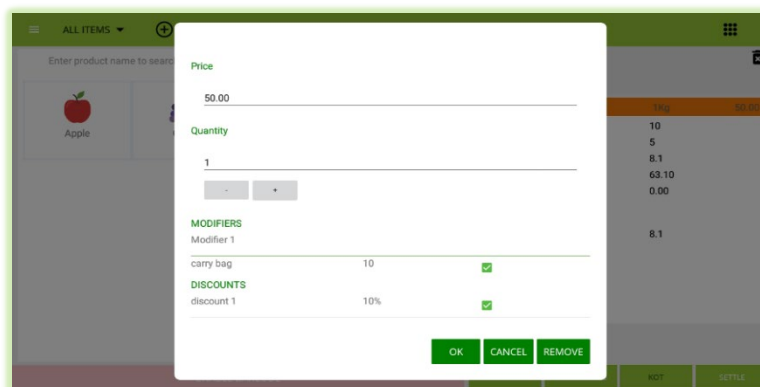 ALL ITEMS
Enter product name to searc
Apple
Price
50.00
Quantity
1
- +
MODIFIERS
Modifier 1
carry bag 10
DISCOUNTS
discount 1 10%
OK CANCEL REMOVE
1Kg 50.00
10
5
8.1
63.10
0.00
8.1
KOT SETTLE